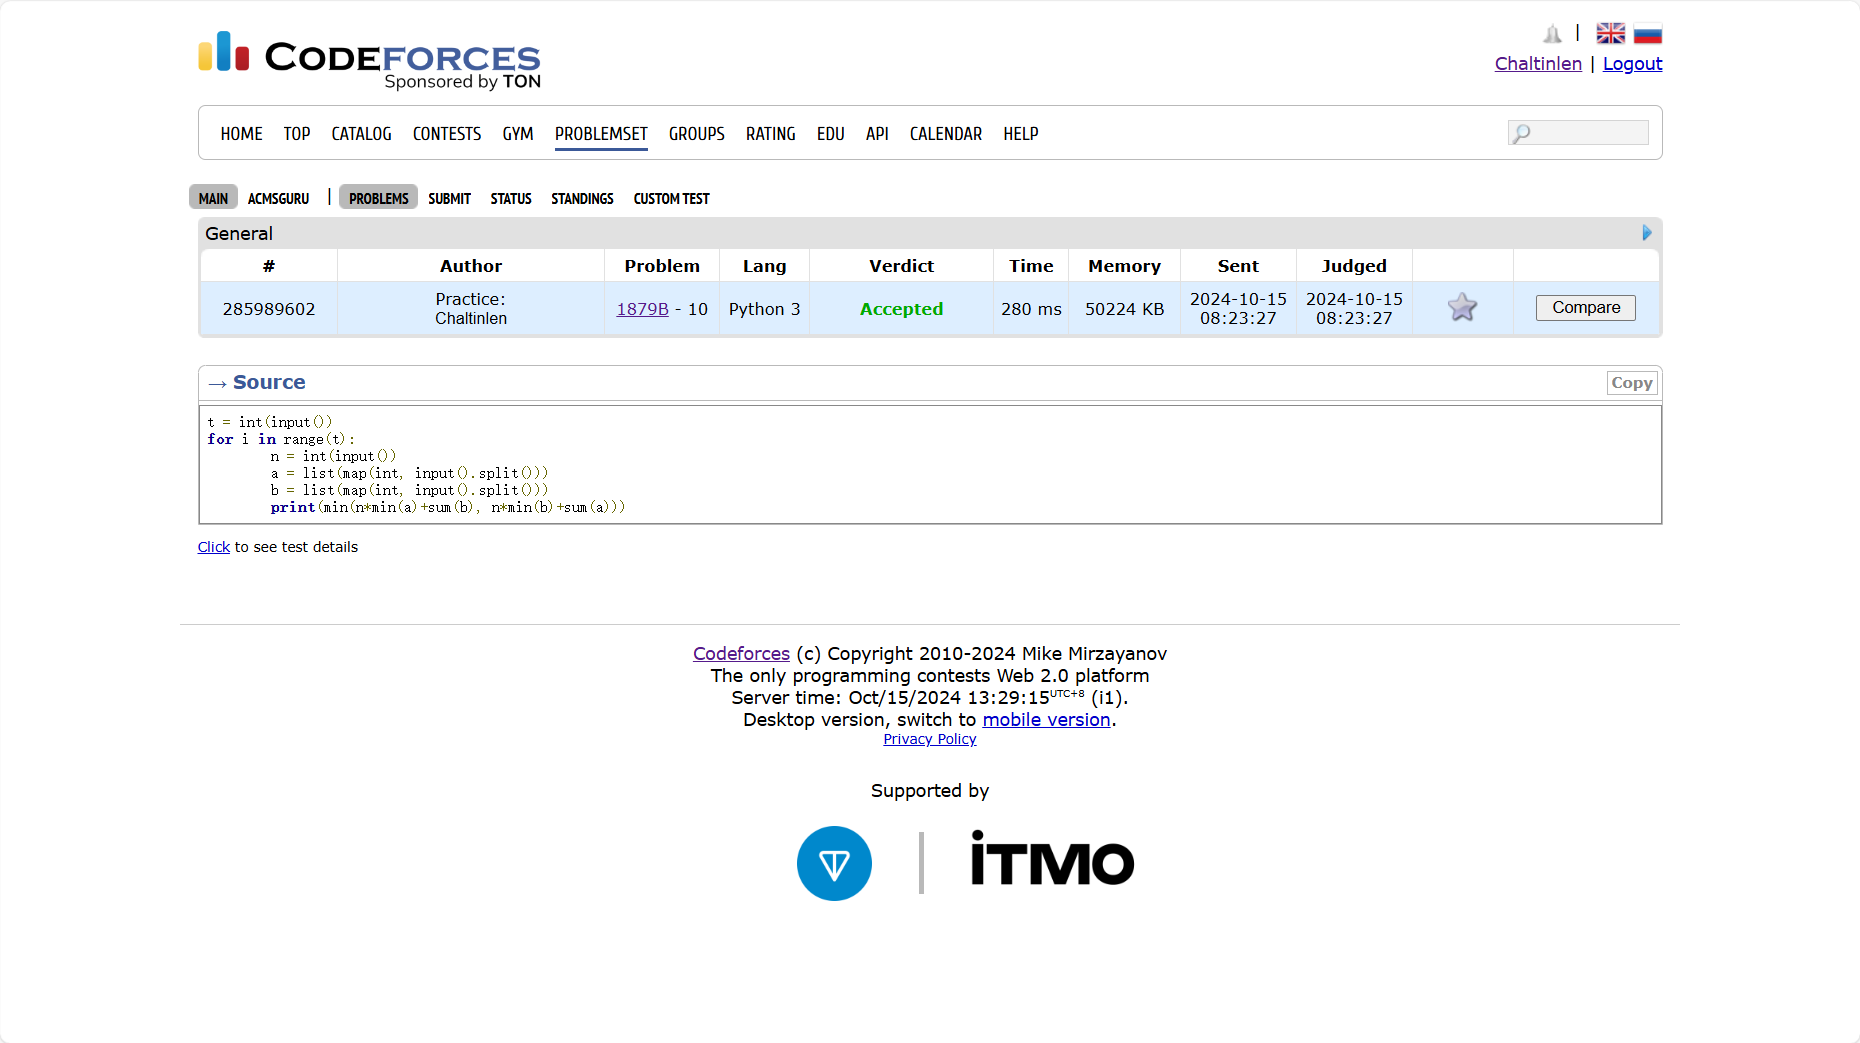 CODEFORCES
Sponsored by TON
|
Chaltinlen | Logout
HOME TOP CATALOG CONTESTS GYM PROBLEMSET GROUPS RATING EDU API CALENDAR HELP
MAIN ACMSGURU | PROBLEMS SUBMIT STATUS STANDINGS CUSTOM TEST
General
# Author Problem Lang Verdict Time Memory Sent Judged
285989602 Practice: Chaltinlen 1879B - 10 Python 3 Accepted 280 ms 50224 KB 2024-10-15 08:23:27 2024-10-15 08:23:27 Compare
→ Source Copy
t = int(input())
for i in range(t):
        n = int(input())
        a = list(map(int, input().split()))
        b = list(map(int, input().split()))
        print(min(n*min(a)+sum(b), n*min(b)+sum(a)))
Click to see test details
Codeforces (c) Copyright 2010-2024 Mike Mirzayanov
The only programming contests Web 2.0 platform
Server time: Oct/15/2024 13:29:15UTC+8 (i1).
Desktop version, switch to mobile version.
Privacy Policy
Supported by
iTMO